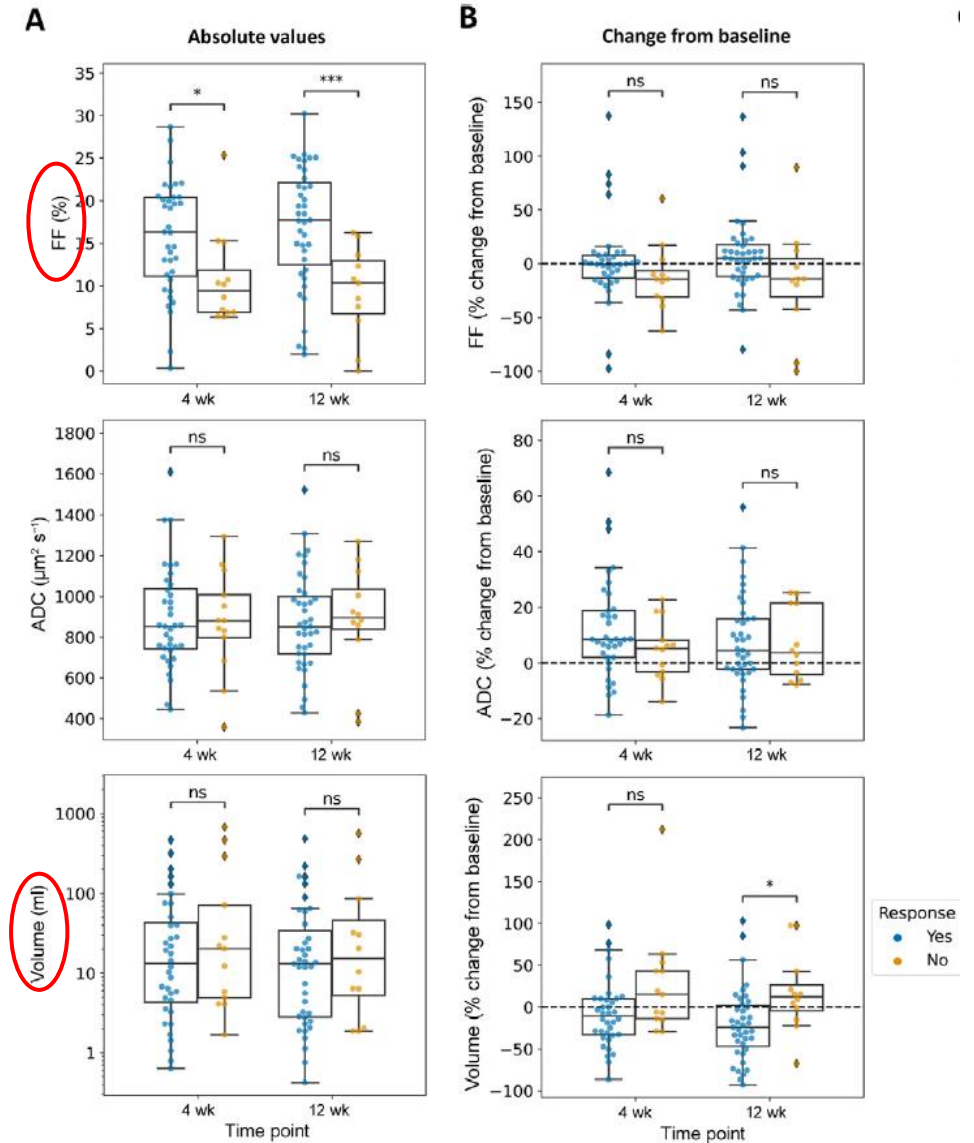 A
Absolute values
FF (%)
35
30
25
20
15
10
5
0
*
***
4 wk
12 wk
ADC (μm² s⁻¹)
1800
1600
1400
1200
1000
800
600
400
ns
ns
4 wk
12 wk
Volume (ml)
1000
100
10
1
ns
ns
4 wk
12 wk
Time point
B
Change from baseline
FF (% change from baseline)
150
100
50
0
−50
−100
ns
ns
4 wk
12 wk
ADC (% change from baseline)
80
60
40
20
0
−20
ns
ns
4 wk
12 wk
Volume (% change from baseline)
250
200
150
100
50
0
−50
−100
ns
*
4 wk
12 wk
Time point
Response
Yes
No